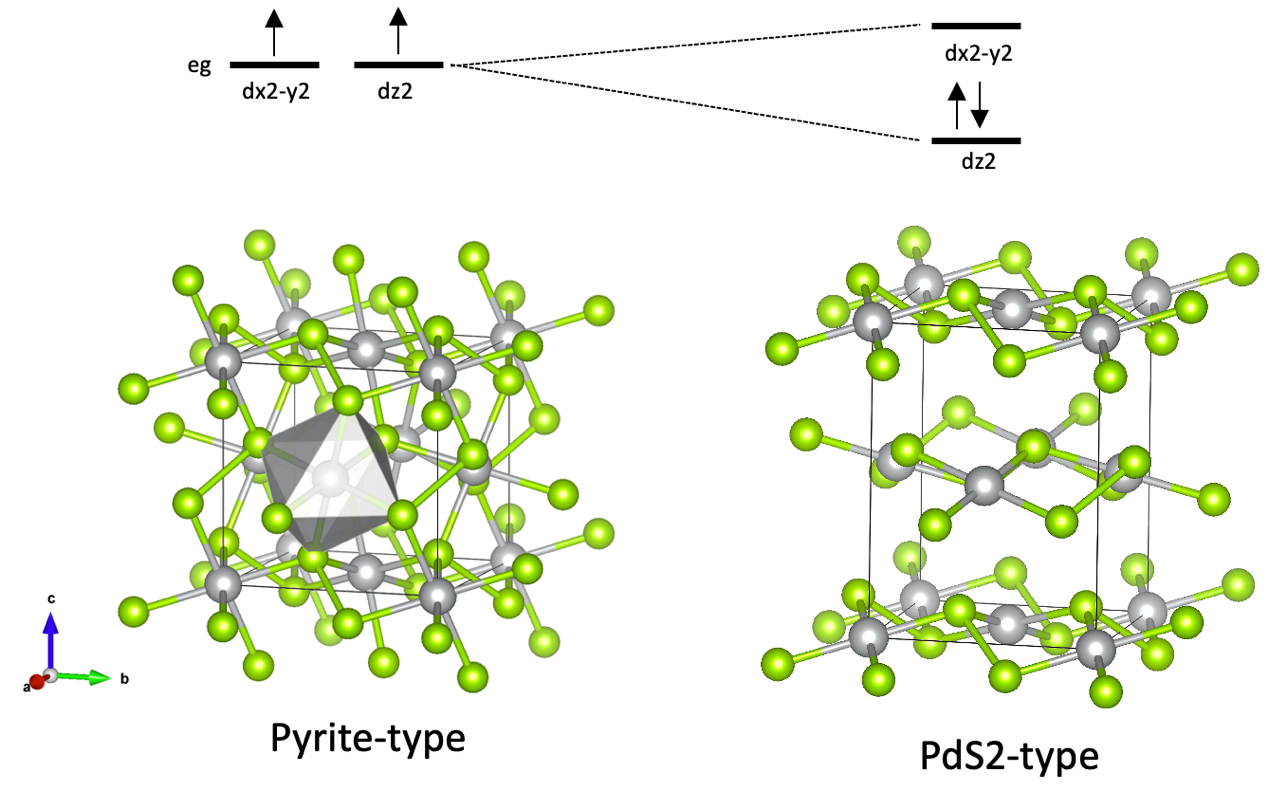 eg
dx2-y2
dz2
dx2-y2
dz2
c
a
b
Pyrite-type
PdS2-type